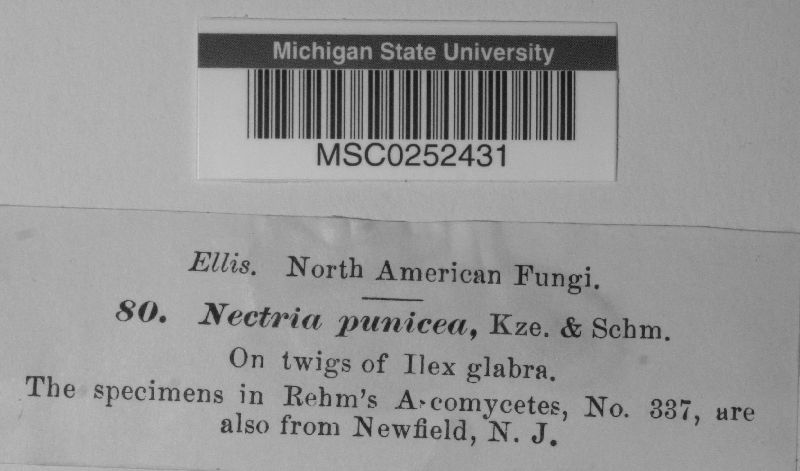 Michigan State University
MSC0252431
Ellis. North American Fungi.
80. Nectria punicea, Kze. & Schm.
On twigs of Ilex glabra.
The specimens in Rehm's A·comycetes, No. 337, are
also from Newfield, N. J.